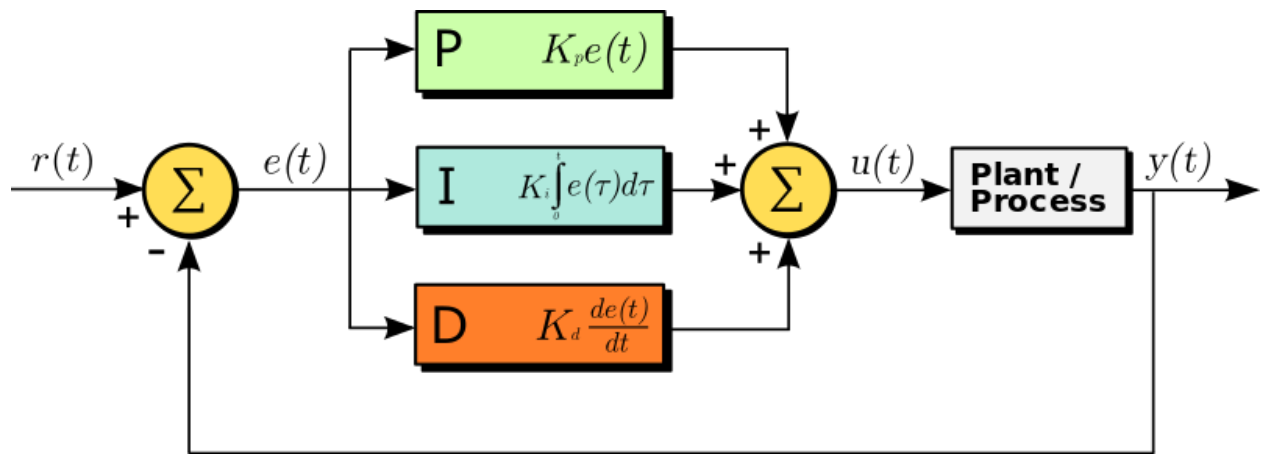 P K_p e(t)
r(t)
+
-
Σ
e(t)
I K_i ∫_0^t e(τ)dτ
D K_d de(t)/dt
+
+
+
Σ
u(t)
Plant /
Process
y(t)